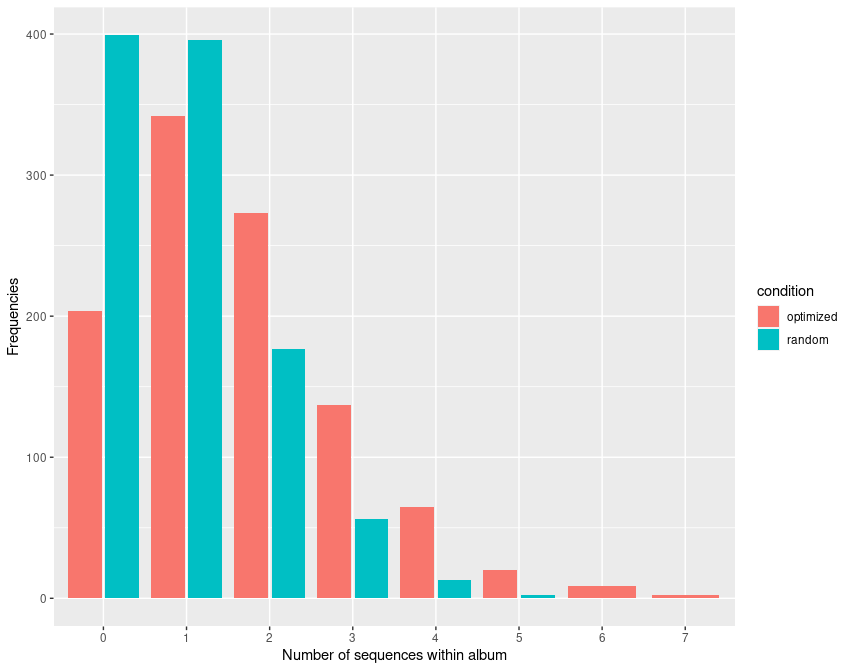 400
300
200
100
0
Frequencies
0 1 2 3 4 5 6 7
Number of sequences within album
condition
optimized
random